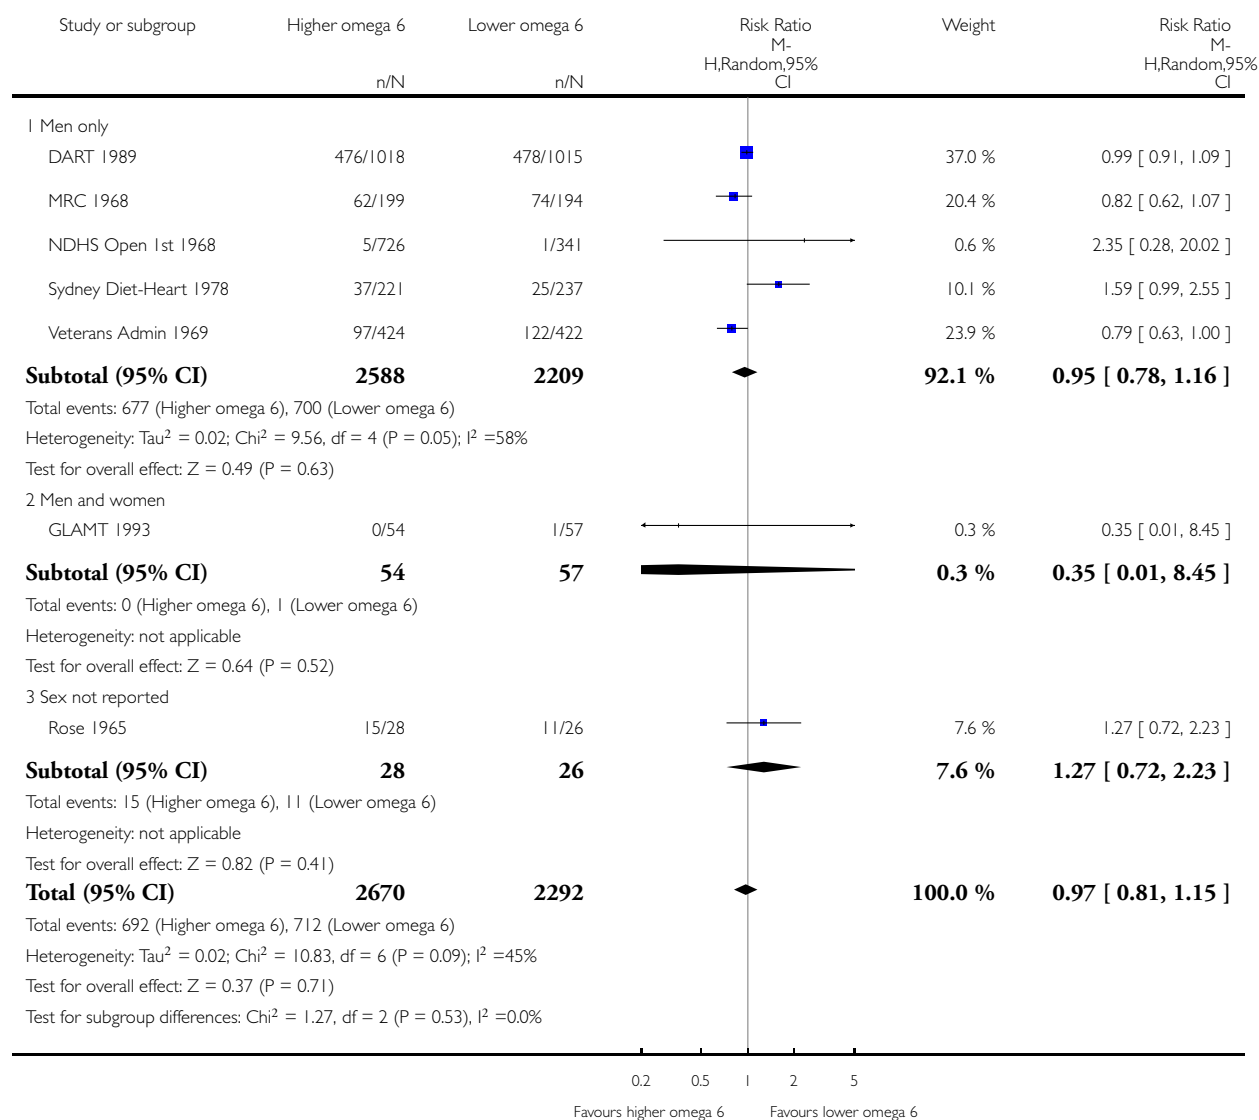 Study or subgroup Higher omega 6 Lower omega 6 Risk Ratio Weight Risk Ratio
M- M-
H,Random,95% H,Random,95%
n/N n/N CI CI
1 Men only
DART 1989 476/1018 478/1015 37.0 % 0.99 [ 0.91, 1.09 ]
MRC 1968 62/199 74/194 20.4 % 0.82 [ 0.62, 1.07 ]
NDHS Open 1st 1968 5/726 1/341 0.6 % 2.35 [ 0.28, 20.02 ]
Sydney Diet-Heart 1978 37/221 25/237 10.1 % 1.59 [ 0.99, 2.55 ]
Veterans Admin 1969 97/424 122/422 23.9 % 0.79 [ 0.63, 1.00 ]
Subtotal (95% CI) 2588 2209 92.1 % 0.95 [ 0.78, 1.16 ]
Total events: 677 (Higher omega 6), 700 (Lower omega 6)
Heterogeneity: Tau² = 0.02; Chi² = 9.56, df = 4 (P = 0.05); I² =58%
Test for overall effect: Z = 0.49 (P = 0.63)
2 Men and women
GLAMT 1993 0/54 1/57 0.3 % 0.35 [ 0.01, 8.45 ]
Subtotal (95% CI) 54 57 0.3 % 0.35 [ 0.01, 8.45 ]
Total events: 0 (Higher omega 6), 1 (Lower omega 6)
Heterogeneity: not applicable
Test for overall effect: Z = 0.64 (P = 0.52)
3 Sex not reported
Rose 1965 15/28 11/26 7.6 % 1.27 [ 0.72, 2.23 ]
Subtotal (95% CI) 28 26 7.6 % 1.27 [ 0.72, 2.23 ]
Total events: 15 (Higher omega 6), 11 (Lower omega 6)
Heterogeneity: not applicable
Test for overall effect: Z = 0.82 (P = 0.41)
Total (95% CI) 2670 2292 100.0 % 0.97 [ 0.81, 1.15 ]
Total events: 692 (Higher omega 6), 712 (Lower omega 6)
Heterogeneity: Tau² = 0.02; Chi² = 10.83, df = 6 (P = 0.09); I² =45%
Test for overall effect: Z = 0.37 (P = 0.71)
Test for subgroup differences: Chi² = 1.27, df = 2 (P = 0.53), I² =0.0%
0.2 0.5 1 2 5
Favours higher omega 6 Favours lower omega 6